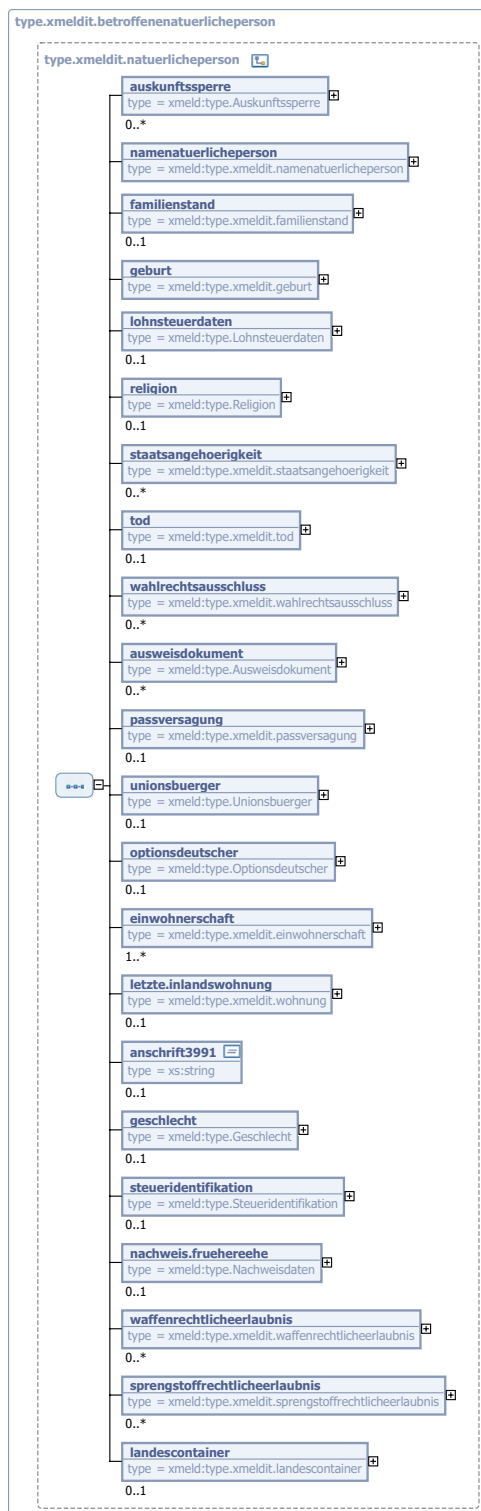 type.xmeldit.betroffenenatuerlicheperson
type.xmeldit.natuerlicheperson
auskunftssperre
type = xmeld:type.Auskunftssperre
0..*
namenatuerlicheperson
type = xmeld:type.xmeldit.namenatuerlicheperson
familienstand
type = xmeld:type.xmeldit.familienstand
0..1
geburt
type = xmeld:type.xmeldit.geburt
lohnsteuerdaten
type = xmeld:type.Lohnsteuerdaten
0..1
religion
type = xmeld:type.Religion
0..1
staatsangehoerigkeit
type = xmeld:type.xmeldit.staatsangehoerigkeit
0..*
tod
type = xmeld:type.xmeldit.tod
0..1
wahlrechtsausschluss
type = xmeld:type.xmeldit.wahlrechtsausschluss
0..*
ausweisdokument
type = xmeld:type.Ausweisdokument
0..*
passversagung
type = xmeld:type.xmeldit.passversagung
0..1
unionsbuerger
type = xmeld:type.Unionsbuerger
0..1
optionsdeutscher
type = xmeld:type.Optionsdeutscher
0..1
einwohnerschaft
type = xmeld:type.xmeldit.einwohnerschaft
1..*
letzte.inlandswohnung
type = xmeld:type.xmeldit.wohnung
0..1
anschrift3991
type = xs:string
0..1
geschlecht
type = xmeld:type.Geschlecht
0..1
steueridentifikation
type = xmeld:type.Steueridentifikation
0..1
nachweis.fruehereehe
type = xmeld:type.Nachweisdaten
0..1
waffenrechtlicheerlaubnis
type = xmeld:type.xmeldit.waffenrechtlicheerlaubnis
0..*
sprengstoffrechtlicheerlaubnis
type = xmeld:type.xmeldit.sprengstoffrechtlicheerlaubnis
0..*
landescontainer
type = xmeld:type.xmeldit.landescontainer
0..1